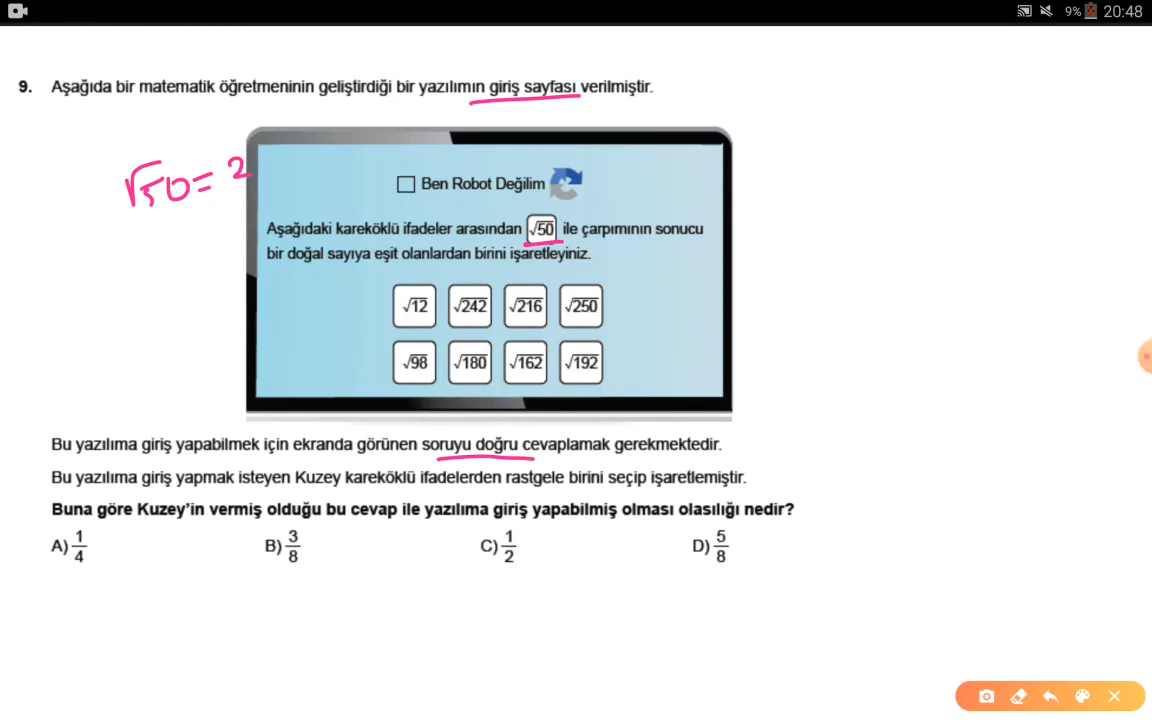 9% 20:48
9. Aşağıda bir matematik öğretmeninin geliştirdiği bir yazılımın giriş sayfası verilmiştir.
√50 = 2
Ben Robot Değilim
Aşağıdaki kareköklü ifadeler arasından √50 ile çarpımının sonucu
bir doğal sayıya eşit olanlardan birini işaretleyiniz.
√12 √242 √216 √250
√98 √180 √162 √192
Bu yazılıma giriş yapabilmek için ekranda görünen soruyu doğru cevaplamak gerekmektedir.
Bu yazılıma giriş yapmak isteyen Kuzey kareköklü ifadelerden rastgele birini seçip işaretlemiştir.
Buna göre Kuzey'in vermiş olduğu bu cevap ile yazılıma giriş yapabilmiş olması olasılığı nedir?
A) 1/4 B) 3/8 C) 1/2 D) 5/8